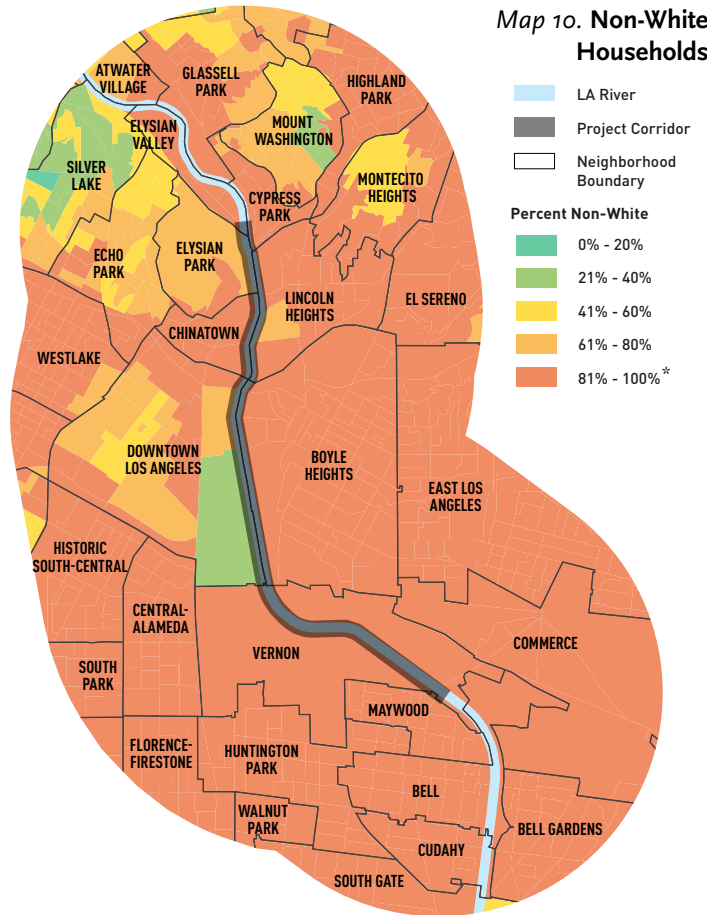 Map 10. Non-White
Households
LA River
Project Corridor
Neighborhood
Boundary
Percent Non-White
0% - 20%
21% - 40%
41% - 60%
61% - 80%
81% - 100%*
ATWATER
VILLAGE
GLASSELL
PARK
HIGHLAND
PARK
ELYSIAN
VALLEY
MOUNT
WASHINGTON
SILVER
LAKE
MONTECITO
HEIGHTS
CYPRESS
PARK
ECHO
PARK
ELYSIAN
PARK
LINCOLN
HEIGHTS
EL SERENO
CHINATOWN
WESTLAKE
DOWNTOWN
LOS ANGELES
BOYLE
HEIGHTS
EAST LOS
ANGELES
HISTORIC
SOUTH-CENTRAL
CENTRAL-
ALAMEDA
COMMERCE
VERNON
SOUTH
PARK
MAYWOOD
FLORENCE-
FIRESTONE
HUNTINGTON
PARK
BELL
WALNUT
PARK
BELL GARDENS
CUDAHY
SOUTH GATE